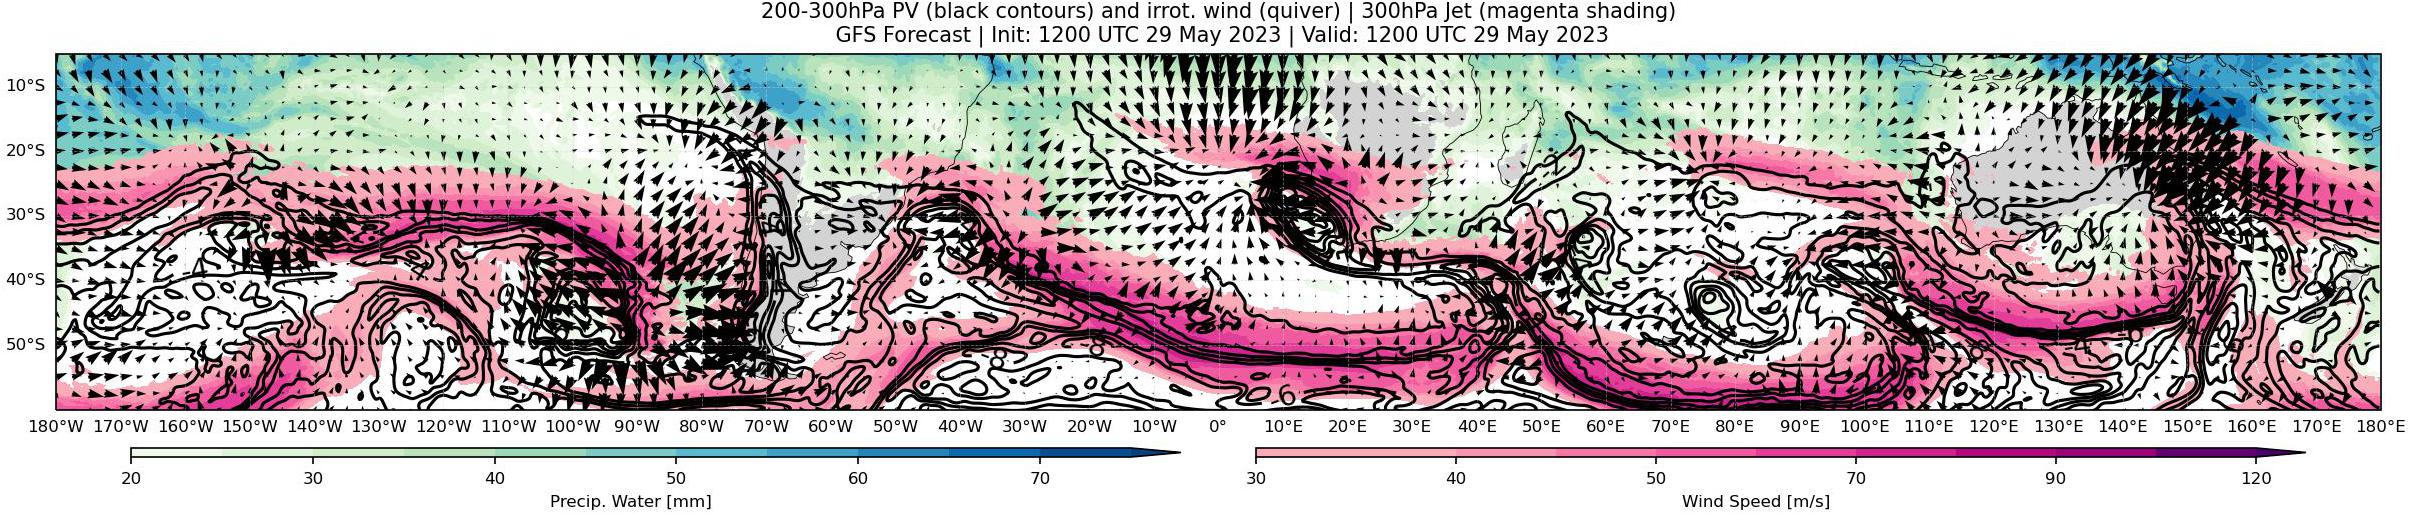 200-300hPa PV (black contours) and irrot. wind (quiver) | 300hPa Jet (magenta shading)
GFS Forecast | Init: 1200 UTC 29 May 2023 | Valid: 1200 UTC 29 May 2023
10°S
20°S
30°S
40°S
50°S
180°W 170°W 160°W 150°W 140°W 130°W 120°W 110°W 100°W 90°W 80°W 70°W 60°W 50°W 40°W 30°W 20°W 10°W 0° 10°E 20°E 30°E 40°E 50°E 60°E 70°E 80°E 90°E 100°E 110°E 120°E 130°E 140°E 150°E 160°E 170°E 180°E
20 30 40 50 60 70
Precip. Water [mm]
30 40 50 70 90 120
Wind Speed [m/s]